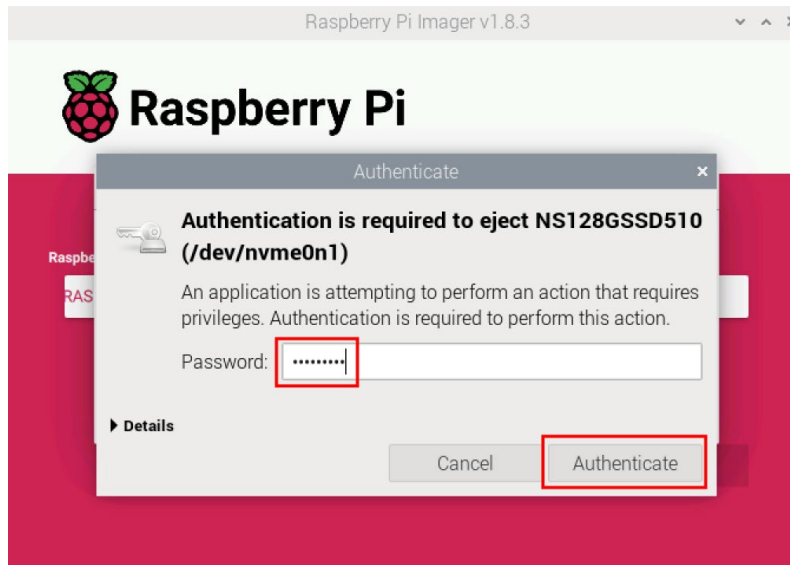 Raspberry Pi Imager v1.8.3
Raspberry Pi
Authenticate
Authentication is required to eject NS128GSSD510
(/dev/nvme0n1)
Raspbe
RAS
An application is attempting to perform an action that requires
privileges. Authentication is required to perform this action.
Password: •••••••••
Details
Cancel Authenticate